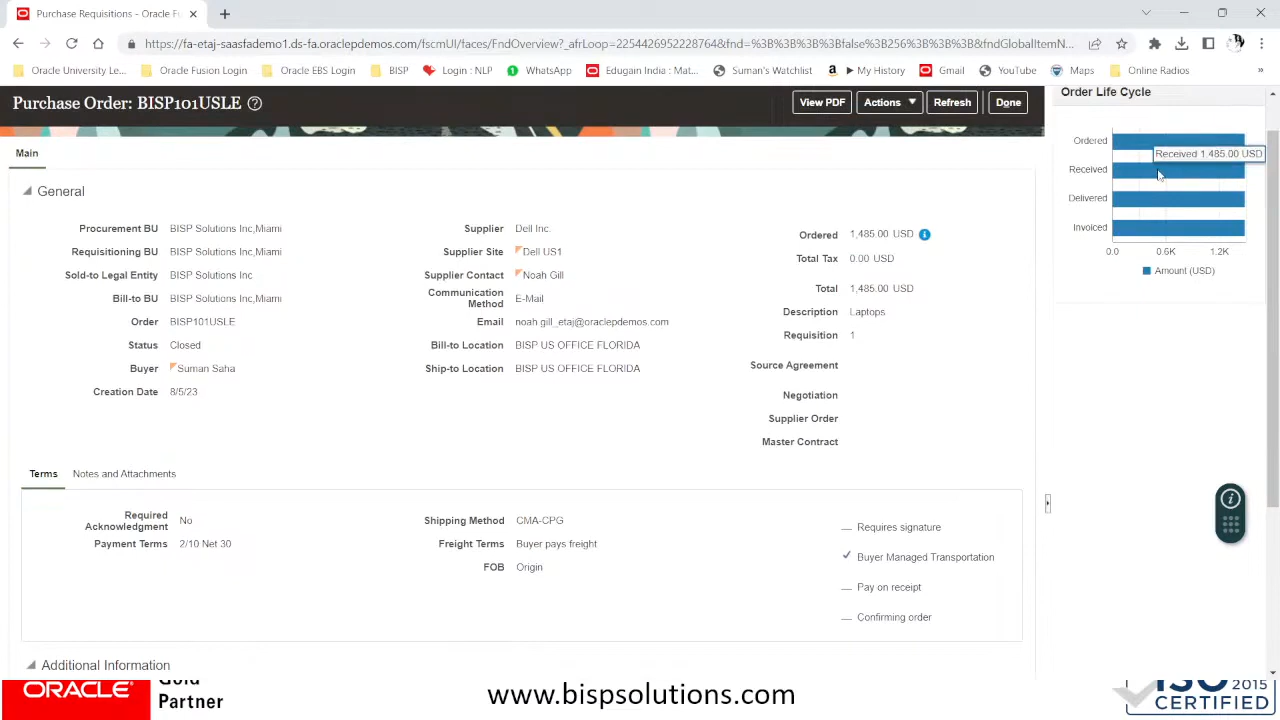 Purchase Requisitions - Oracle Fu
https://fa-etaj-saasfademo1.ds-fa.oraclepdemos.com/fscmUI/faces/FndOverview?_afrLoop=22544269522287​64&fnd=%3B%3B%3B%3Bfalse%3B256%3B%3B%3B&fndGlobalItemN...
Oracle University Le...
Oracle Fusion Login
Oracle EBS Login
BISP
Login : NLP
WhatsApp
Edugain India : Mat...
Suman's Watchlist
My History
Gmail
YouTube
Maps
Online Radios
Purchase Order: BISP101USLE
View PDF
Actions
Refresh
Done
Main
General
Procurement BU BISP Solutions Inc,Miami
Requisitioning BU BISP Solutions Inc,Miami
Sold-to Legal Entity BISP Solutions Inc
Bill-to BU BISP Solutions Inc,Miami
Order BISP101USLE
Status Closed
Buyer Suman Saha
Creation Date 8/5/23
Supplier Dell Inc.
Supplier Site Dell US1
Supplier Contact Noah Gill
Communication
Method E-Mail
Email noah gill_etaj@oraclepdemos.com
Bill-to Location BISP US OFFICE FLORIDA
Ship-to Location BISP US OFFICE FLORIDA
Ordered 1,485.00 USD
Total Tax 0.00 USD
Total 1,485.00 USD
Description Laptops
Requisition 1
Source Agreement
Negotiation
Supplier Order
Master Contract
Terms
Notes and Attachments
Required
Acknowledgment No
Payment Terms 2/10 Net 30
Shipping Method CMA-CPG
Freight Terms Buyer pays freight
FOB Origin
Requires signature
Buyer Managed Transportation
Pay on receipt
Confirming order
Additional Information
Order Life Cycle
Ordered
Received 1,485.00 USD
Received
Delivered
Invoiced
0.0 0.6K 1.2K
Amount (USD)
ORACLE
Gold
Partner
www.bispsolutions.com
ISO 2015
CERTIFIED